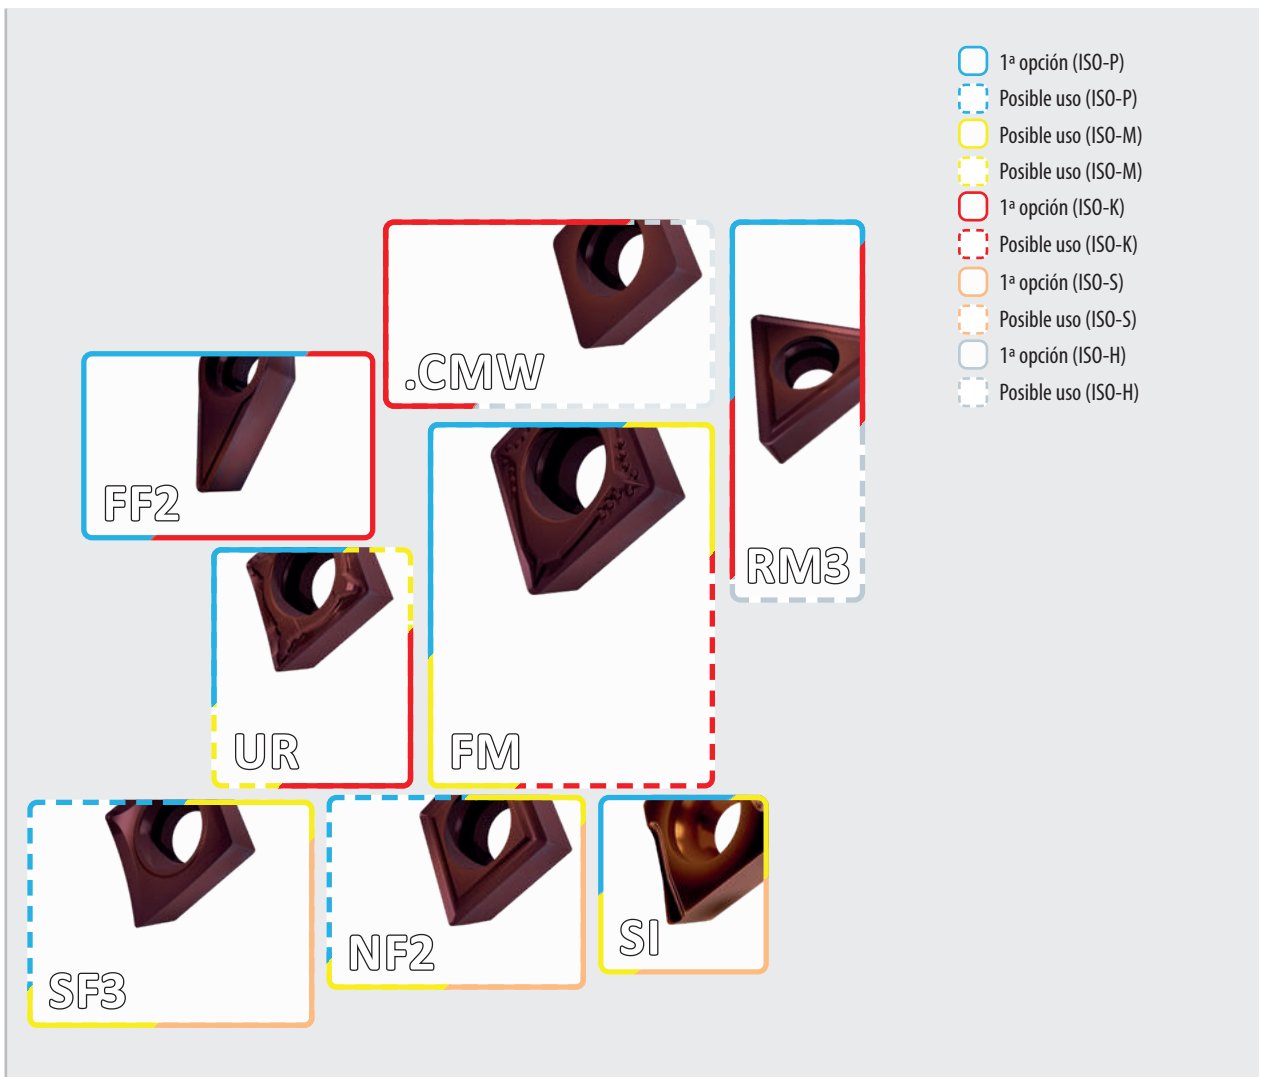 1ª opción (ISO-P)
Posible uso (ISO-P)
Posible uso (ISO-M)
Posible uso (ISO-M)
1ª opción (ISO-K)
Posible uso (ISO-K)
1ª opción (ISO-S)
Posible uso (ISO-S)
1ª opción (ISO-H)
Posible uso (ISO-H)
.CMW
FF2
RM3
UR
FM
SF3
NF2
SI